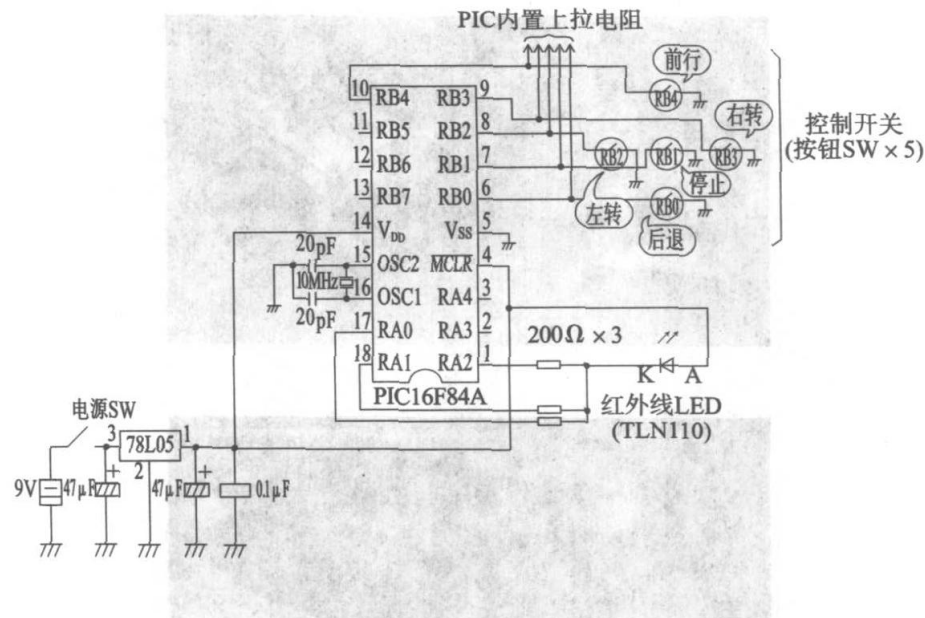 PIC内置上拉电阻
前行
10 RB4 RB3 9 RB4
右转
11 RB5 RB2 8
控制开关
(按钮SW×5)
12 RB6 RB1 7 RB2 RB1 RB3
停止
13 RB7 RB0 6 RB0
左转
后退
14 VDD VSS 5
20pF
15 OSC2 MCLR 4
10MHz
16 OSC1 RA4 3
20pF
17 RA0 RA3 2
200Ω×3
18 RA1 RA2 1
K A
PIC16F84A
红外线LED
(TLN110)
电源SW
3 78L05 1
2
9V 47μF 47μF 0.1μF